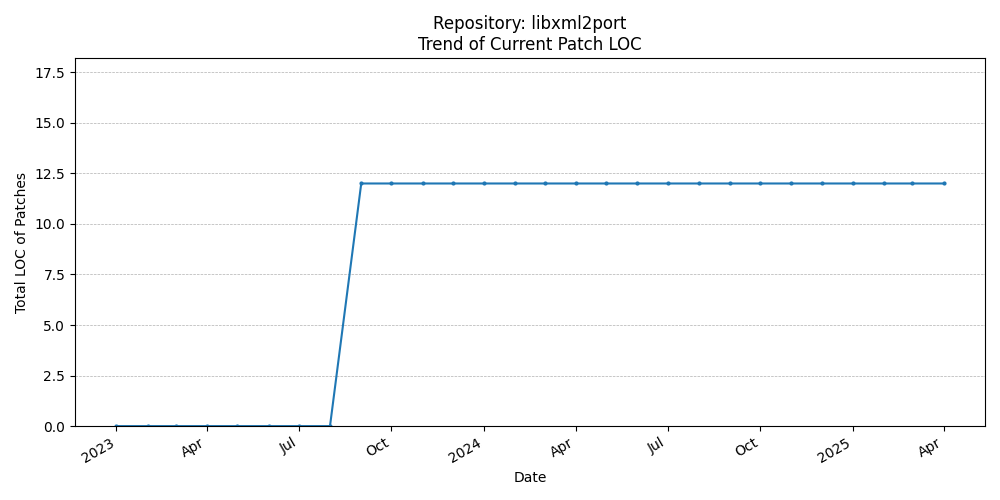 Repository: libxml2port
Trend of Current Patch LOC
Total LOC of Patches
17.5
15.0
12.5
10.0
7.5
5.0
2.5
0.0
2023
Apr
Jul
Oct
2024
Apr
Jul
Oct
2025
Apr
Date